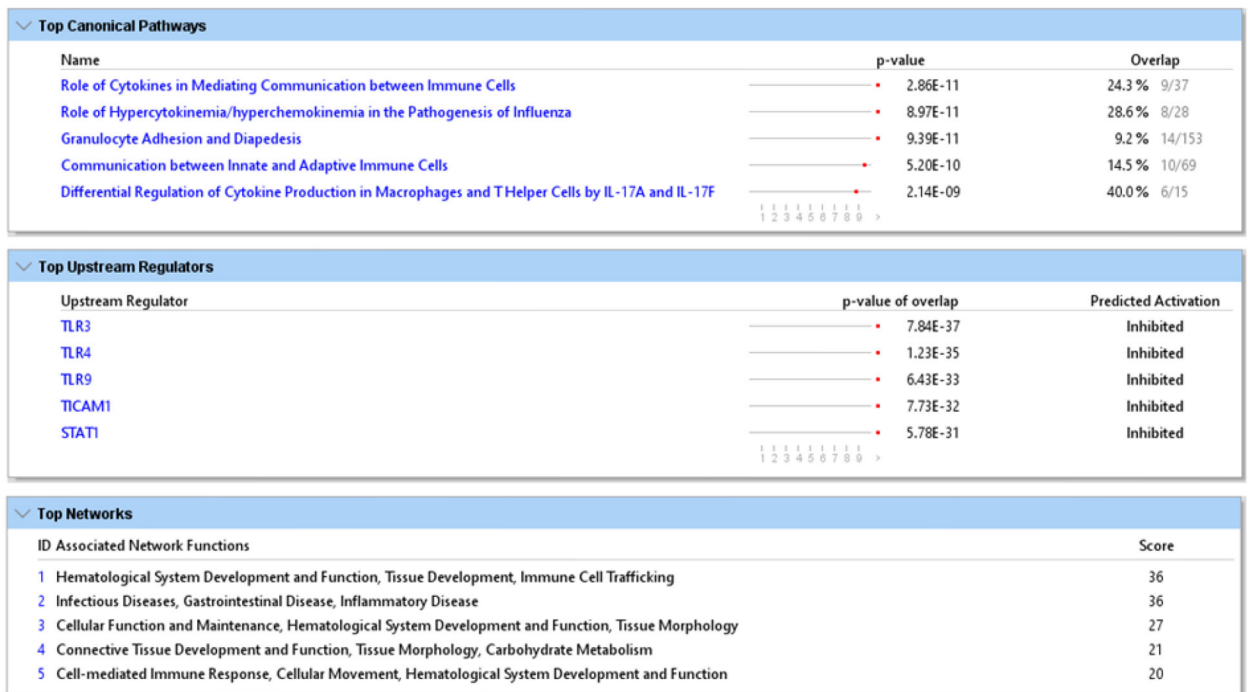 Top Canonical Pathways
Name p-value Overlap
Role of Cytokines in Mediating Communication between Immune Cells 2.86E-11 24.3 % 9/37
Role of Hypercytokinemia/hyperchemokinemia in the Pathogenesis of Influenza 8.97E-11 28.6 % 8/28
Granulocyte Adhesion and Diapedesis 9.39E-11 9.2 % 14/153
Communication between Innate and Adaptive Immune Cells 5.20E-10 14.5 % 10/69
Differential Regulation of Cytokine Production in Macrophages and T Helper Cells by IL-17A and IL-17F 2.14E-09 40.0 % 6/15
1 2 3 4 5 6 7 8 9 >
Top Upstream Regulators
Upstream Regulator p-value of overlap Predicted Activation
TLR3 7.84E-37 Inhibited
TLR4 1.23E-35 Inhibited
TLR9 6.43E-33 Inhibited
TICAM1 7.73E-32 Inhibited
STAT1 5.78E-31 Inhibited
1 2 3 4 5 6 7 8 9 >
Top Networks
ID Associated Network Functions Score
1 Hematological System Development and Function, Tissue Development, Immune Cell Trafficking 36
2 Infectious Diseases, Gastrointestinal Disease, Inflammatory Disease 36
3 Cellular Function and Maintenance, Hematological System Development and Function, Tissue Morphology 27
4 Connective Tissue Development and Function, Tissue Morphology, Carbohydrate Metabolism 21
5 Cell-mediated Immune Response, Cellular Movement, Hematological System Development and Function 20